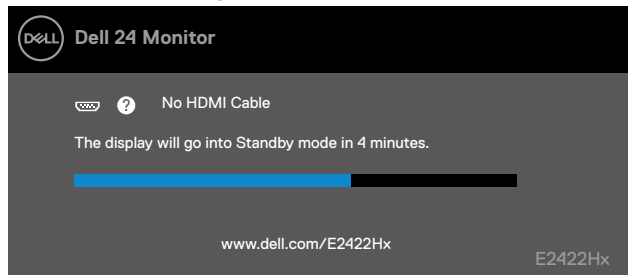 DELL Dell 24 Monitor
? No HDMI Cable
The display will go into Standby mode in 4 minutes.
www.dell.com/E2422Hx
E2422Hx